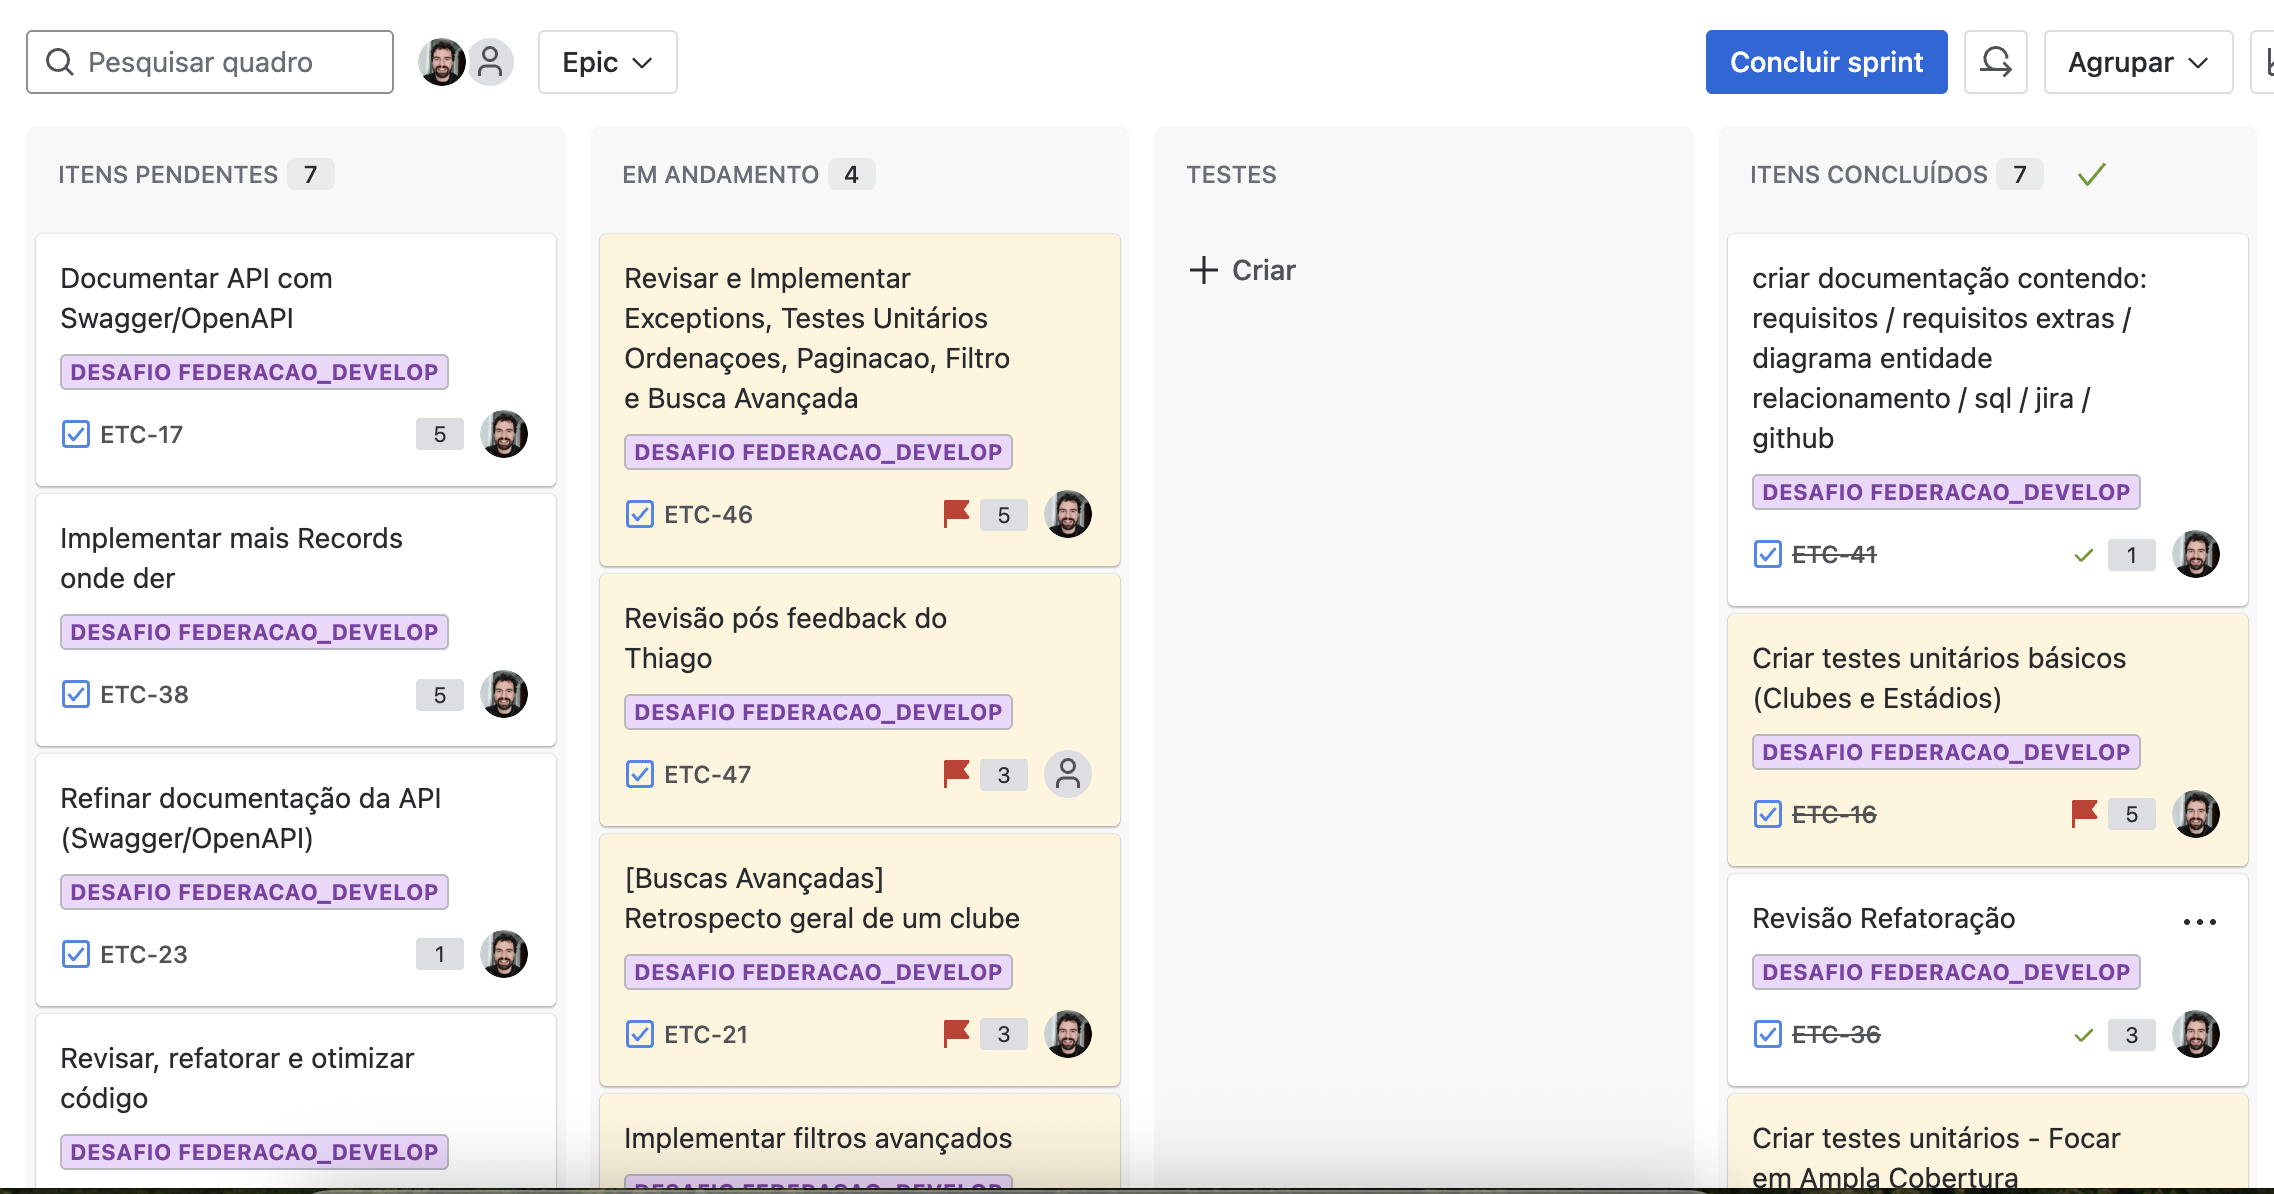 Pesquisar quadro
Epic
Concluir sprint
Agrupar
ITENS PENDENTES 7
Documentar API com
Swagger/OpenAPI
DESAFIO FEDERACAO_DEVELOP
ETC-17 5
Implementar mais Records
onde der
DESAFIO FEDERACAO_DEVELOP
ETC-38 5
Refinar documentação da API
(Swagger/OpenAPI)
DESAFIO FEDERACAO_DEVELOP
ETC-23 1
Revisar, refatorar e otimizar
código
DESAFIO FEDERACAO_DEVELOP
EM ANDAMENTO 4
Revisar e Implementar
Exceptions, Testes Unitários
Ordenaçoes, Paginacao, Filtro
e Busca Avançada
DESAFIO FEDERACAO_DEVELOP
ETC-46 5
Revisão pós feedback do
Thiago
DESAFIO FEDERACAO_DEVELOP
ETC-47 3
[Buscas Avançadas]
Retrospecto geral de um clube
DESAFIO FEDERACAO_DEVELOP
ETC-21 3
Implementar filtros avançados
DESAFIO FEDERACAO_DEVELOP
TESTES
Criar
ITENS CONCLUÍDOS 7
criar documentação contendo:
requisitos / requisitos extras /
diagrama entidade
relacionamento / sql / jira /
github
DESAFIO FEDERACAO_DEVELOP
ETC-41 1
Criar testes unitários básicos
(Clubes e Estádios)
DESAFIO FEDERACAO_DEVELOP
ETC-16 5
Revisão Refatoração
DESAFIO FEDERACAO_DEVELOP
ETC-36 3
Criar testes unitários - Focar
em Ampla Cobertura